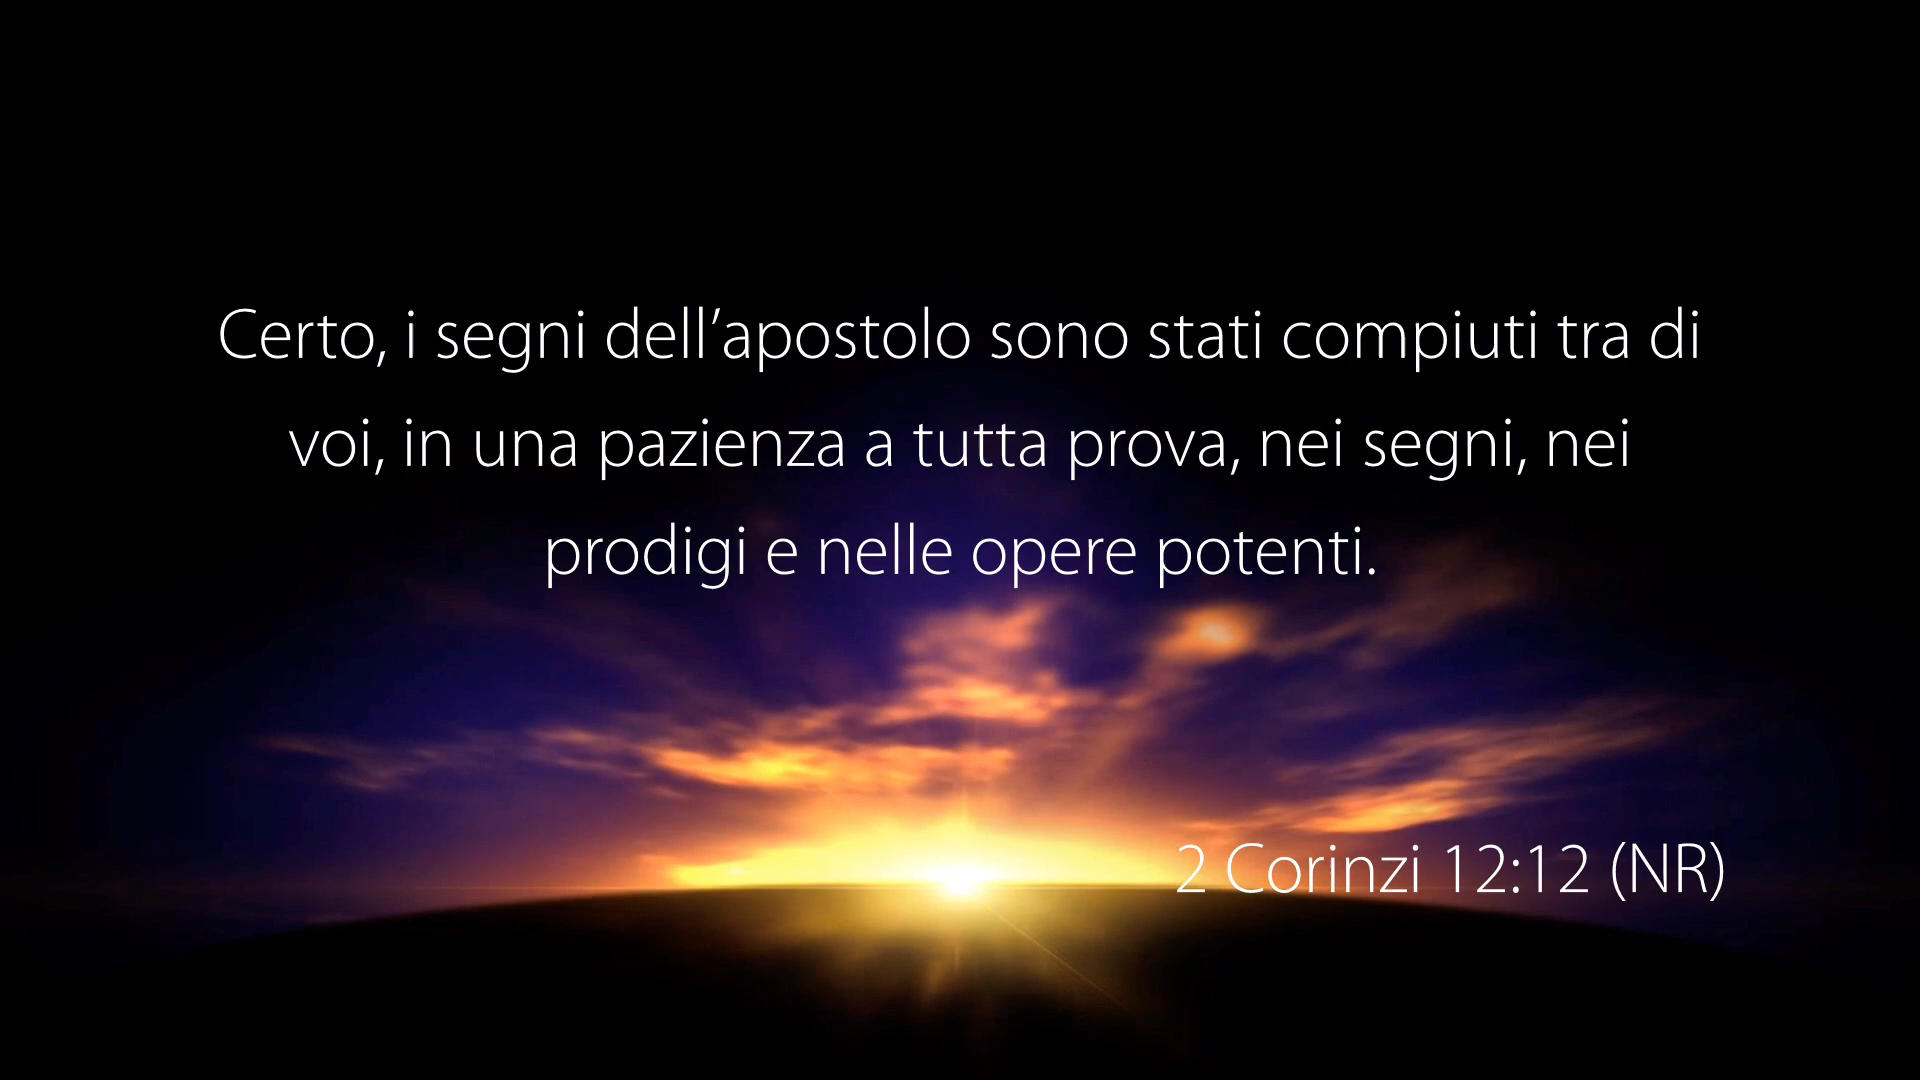 Certo, i segni dell’apostolo sono stati compiuti tra di
voi, in una pazienza a tutta prova, nei segni, nei
prodigi e nelle opere potenti.
2 Corinzi 12:12 (NR)